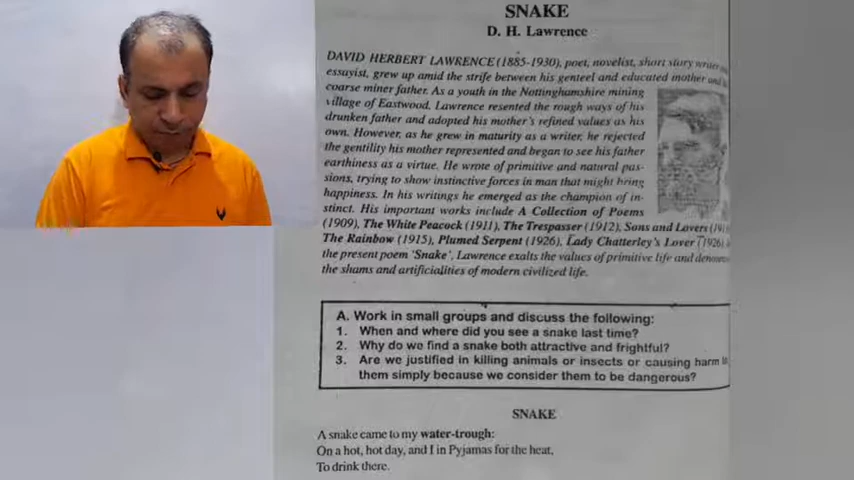 SNAKE
D. H. Lawrence
DAVID HERBERT LAWRENCE (1885-1930), poet, novelist, short story writer
essayist, grew up amid the strife between his genteel and educated mother and
coarse miner father. As a youth in the Nottinghamshire mining
village of Eastwood, Lawrence resented the rough ways of his
drunken father and adopted his mother's refined values as his
own. However, as he grew in maturity as a writer, he rejected
the gentility his mother represented and began to see his father
earthiness as a virtue. He wrote of primitive and natural pas-
sions, trying to show instinctive forces in man that might bring
happiness. In his writings he emerged as the champion of in-
stinct. His important works include A Collection of Poems
(1909), The White Peacock (1911), The Trespasser (1912), Sons and Lovers
The Rainbow (1915), Plumed Serpent (1926), Lady Chatterley's Lover
the present poem 'Snake', Lawrence exalts the values of primitive life and
the shams and artificialities of modern civilized life.
A. Work in small groups and discuss the following:
1. When and where did you see a snake last time?
2. Why do we find a snake both attractive and frightful?
3. Are we justified in killing animals or insects or causing harm
them simply because we consider them to be dangerous?
SNAKE
A snake came to my water-trough:
On a hot, hot day, and I in Pyjamas for the heat,
To drink there.